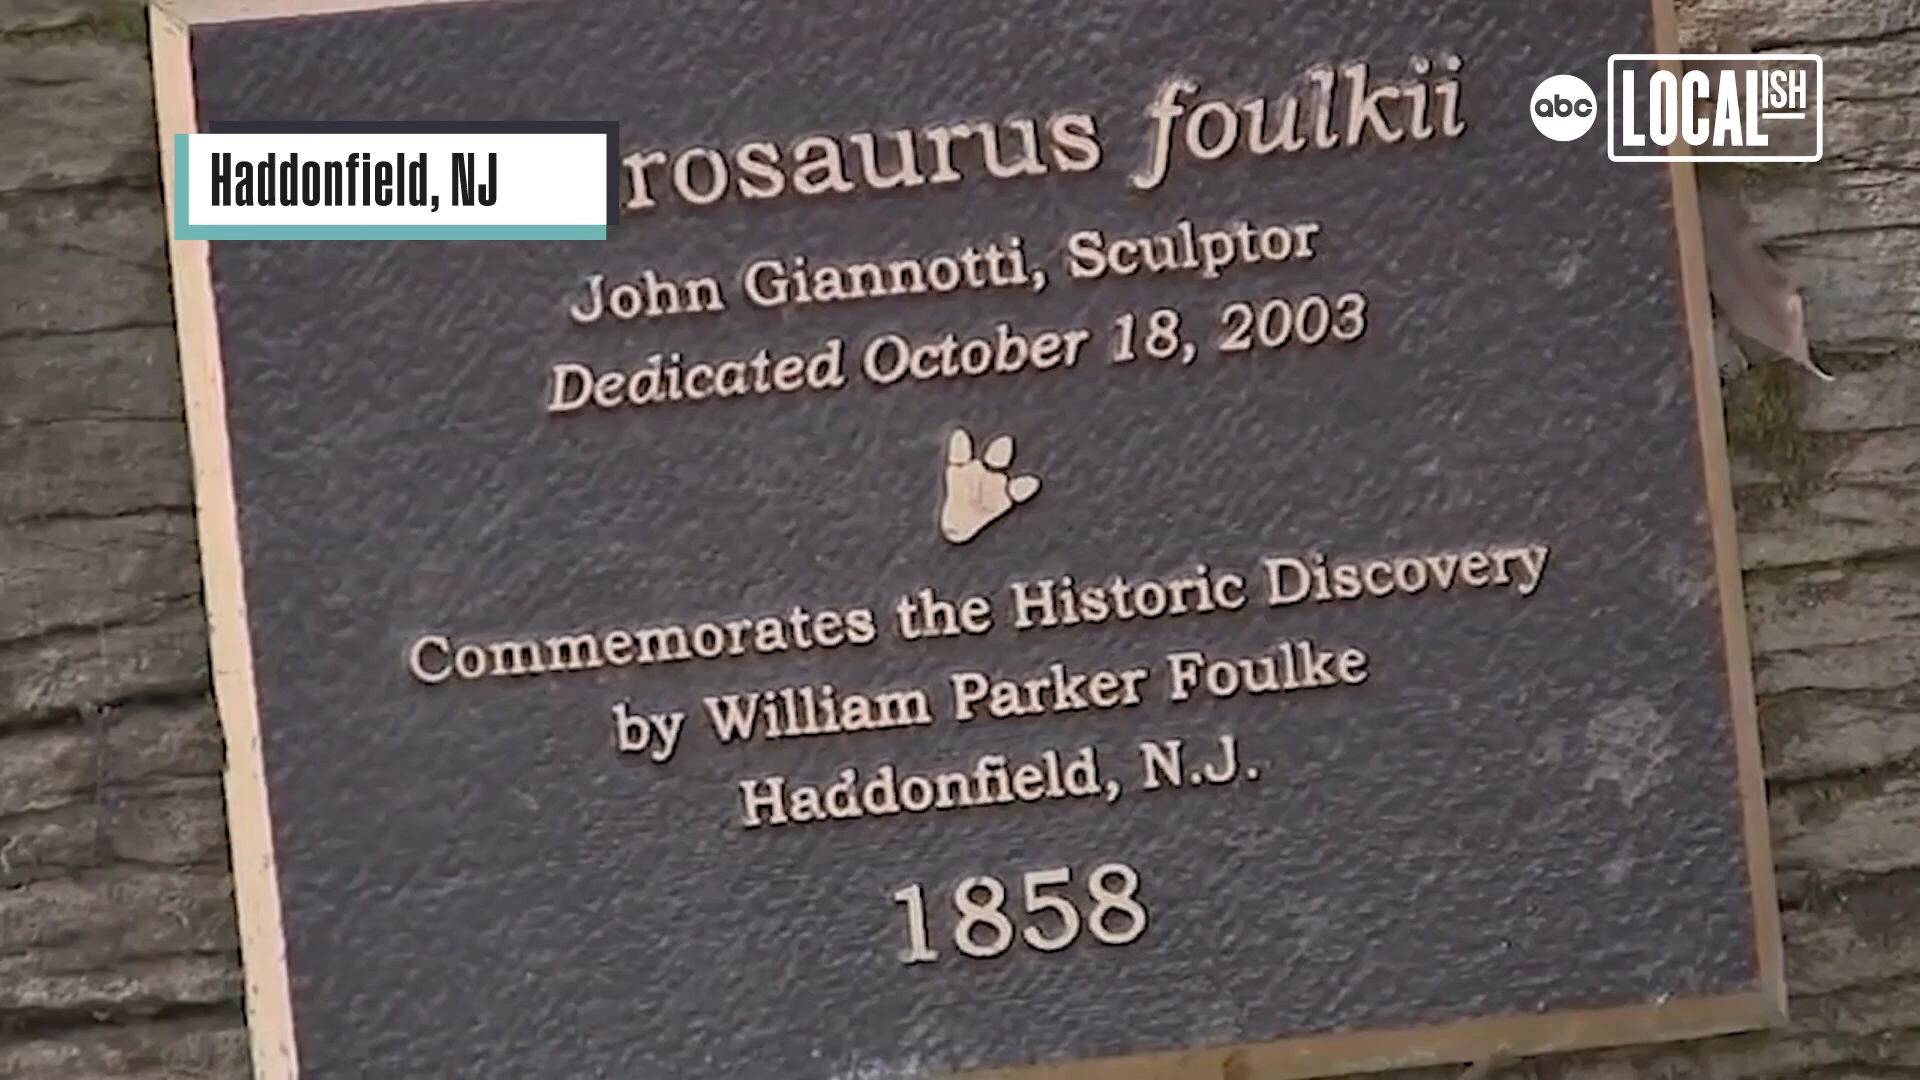 abc LOCALISH
Haddonfield, NJ
rosaurus foulkii
John Giannotti, Sculptor
Dedicated October 18, 2003
Commemorates the Historic Discovery
by William Parker Foulke
Haddonfield, N.J.
1858